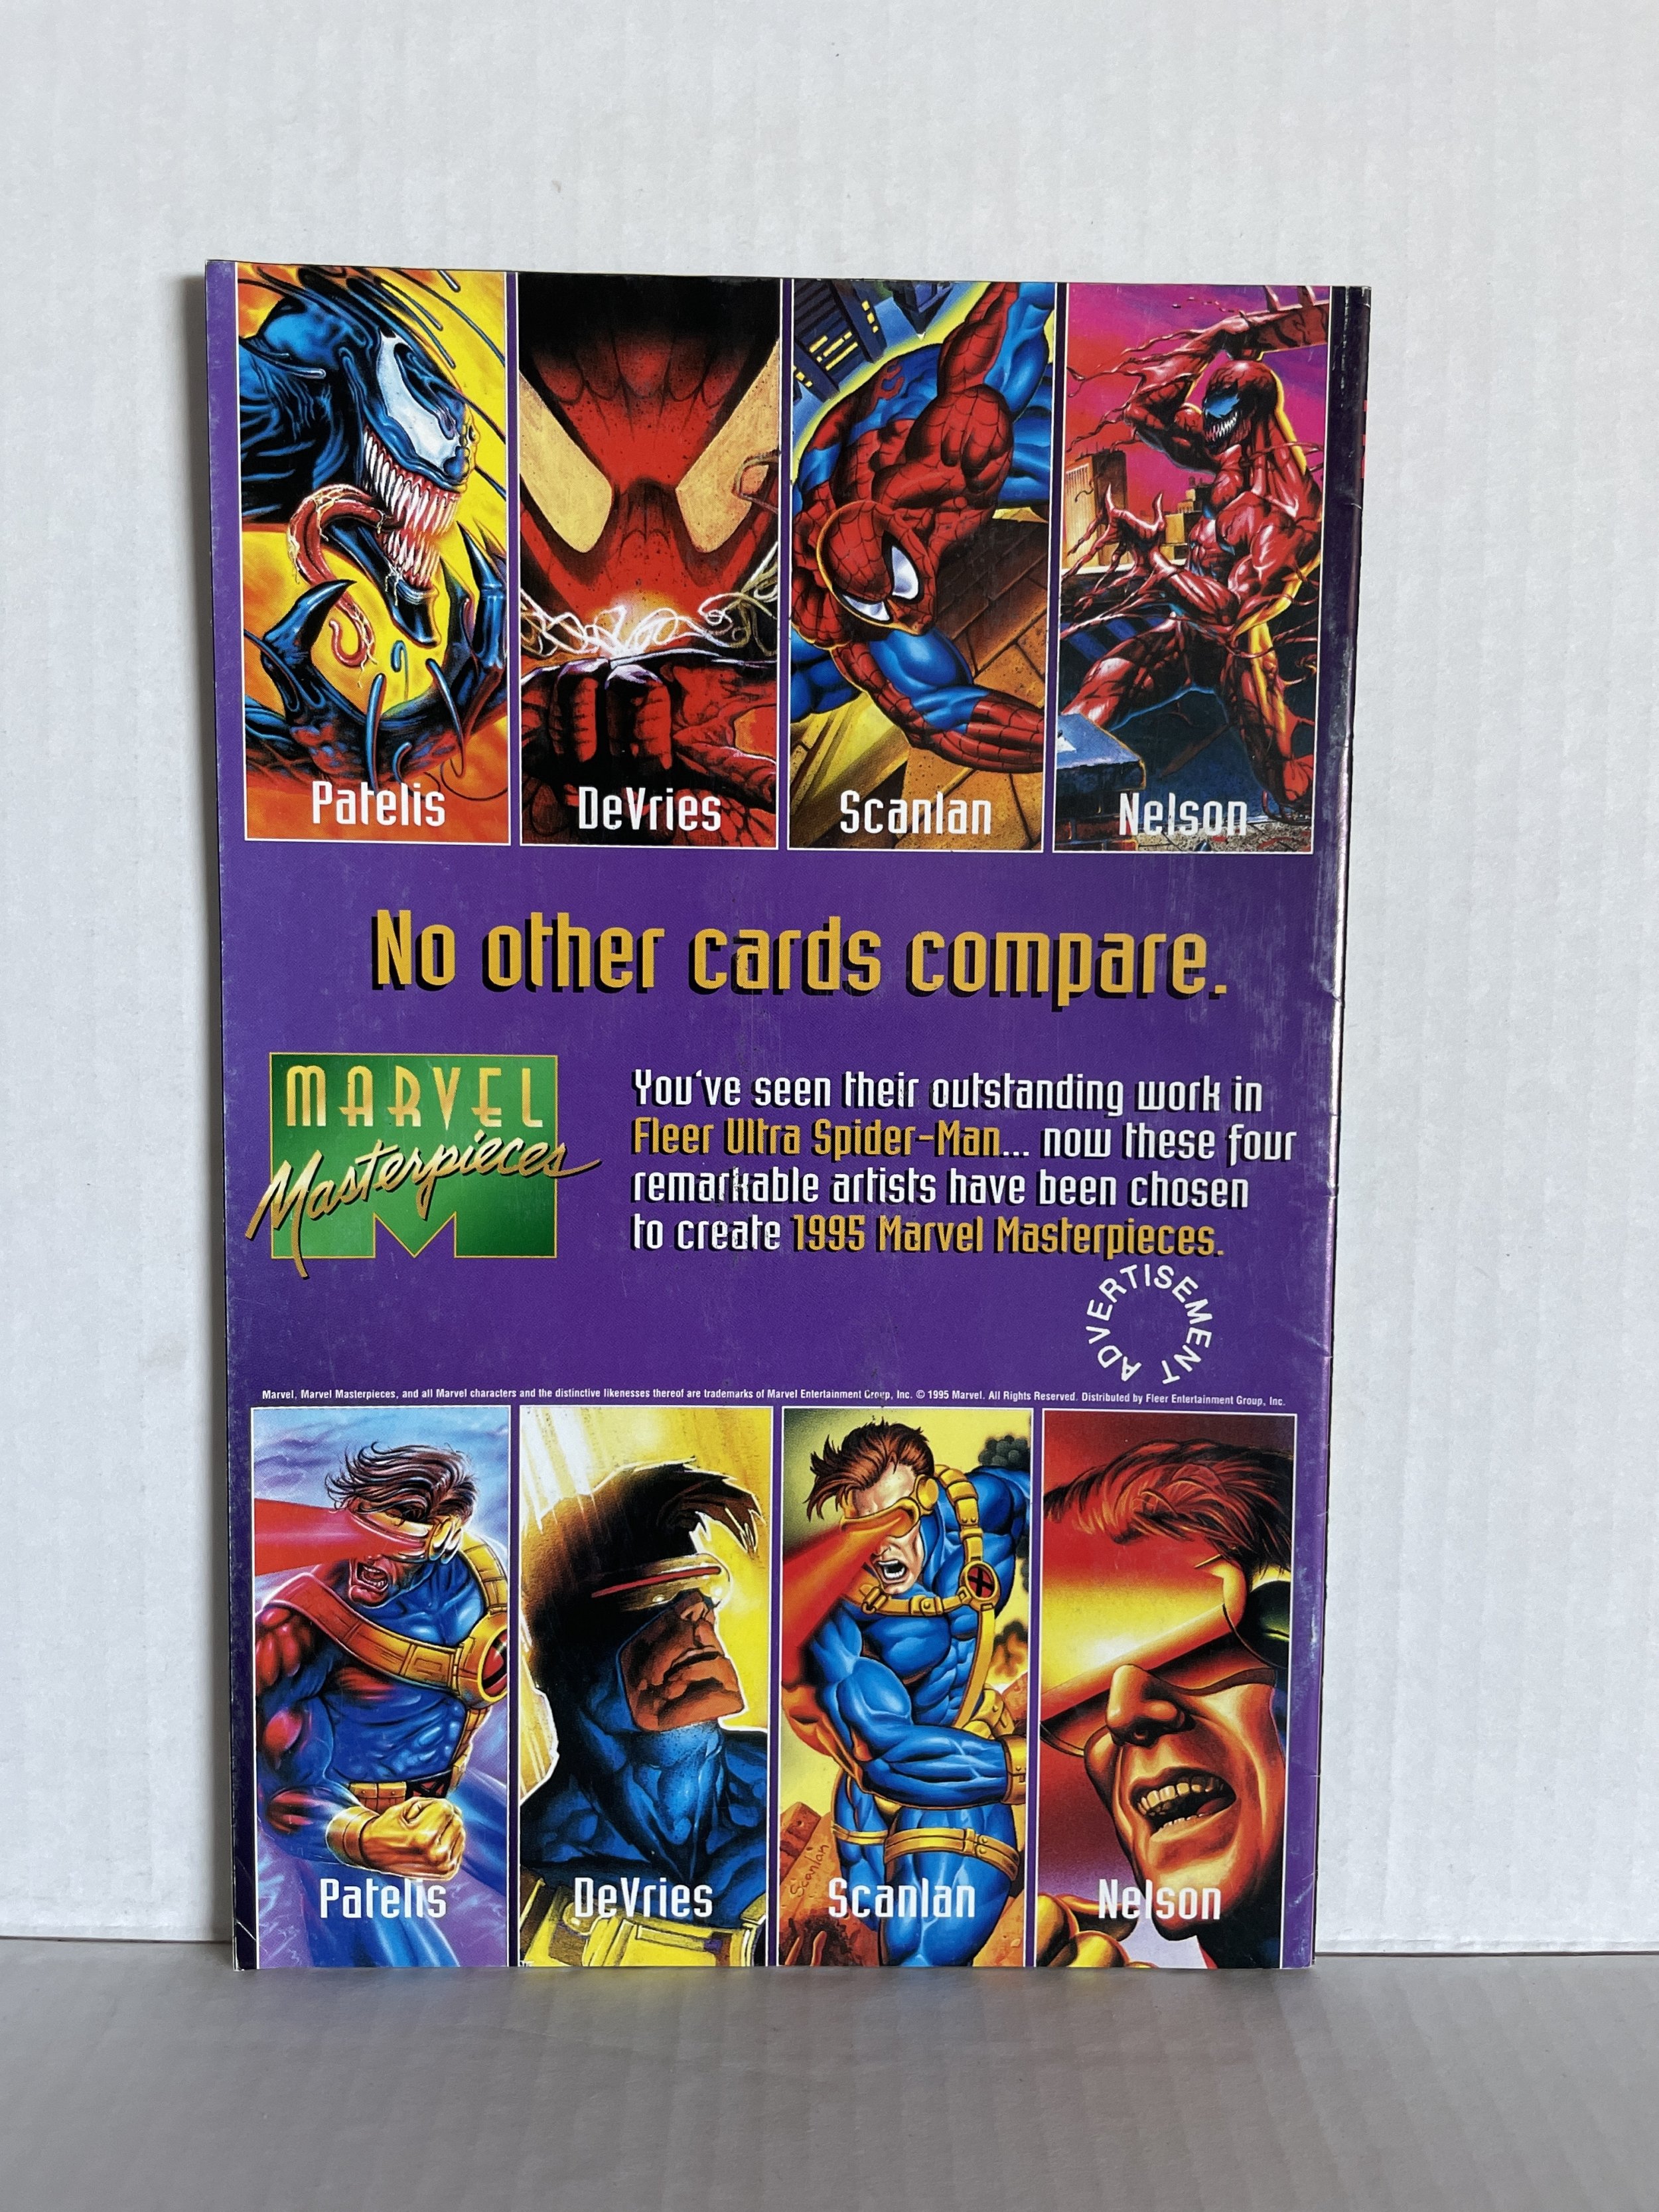 Patelis
DeVries
Scanlan
Nelson
No other cards compare.
MARVEL
Masterpieces
You've seen their outstanding work in
Fleer Ultra Spider-Man... now these four
remarkable artists have been chosen
to create 1995 Marvel Masterpieces.
ADVERTISEMENT
Marvel, Marvel Masterpieces, and all Marvel characters and the distinctive likenesses thereof are trademarks of Marvel Entertainment Group, Inc. © 1995 Marvel. All Rights Reserved. Distributed by Fleer Entertainment Group, Inc.
Scanlan
Patelis
DeVries
Scanlan
Nelson